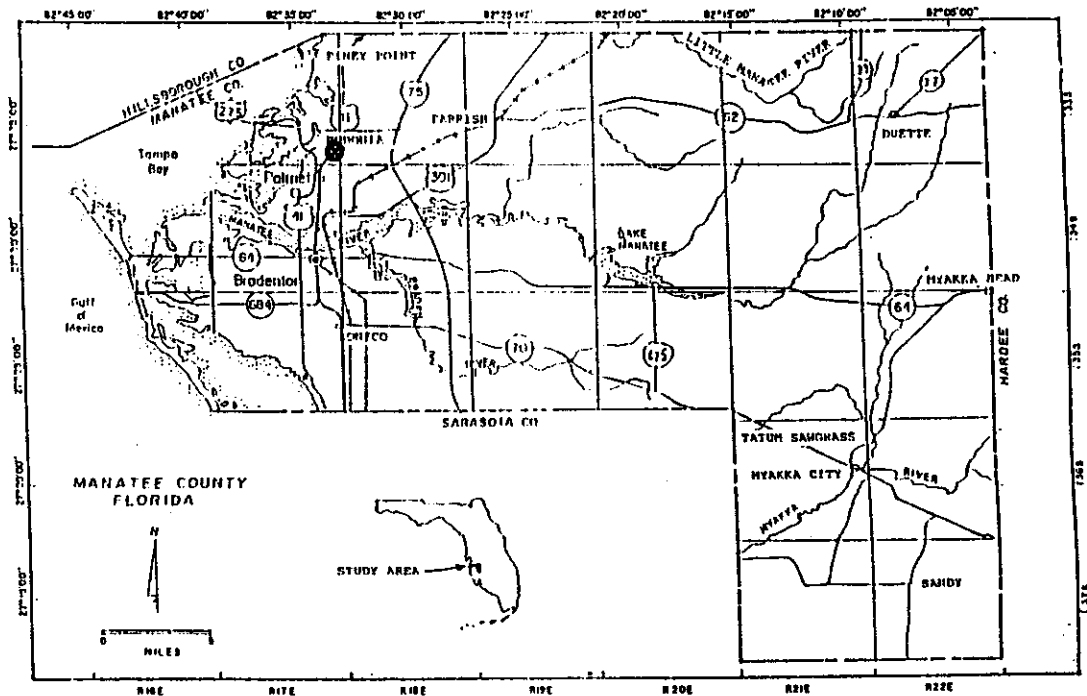 82°45'00" 82°40'00" 82°35'00" 82°30'00" 82°25'00" 82°20'00" 82°15'00" 82°10'00" 82°05'00"
HILLSBOROUGH CO
MANATEE CO.
PINEY POINT
LITTLE MANATEE RIVER
275
75
PARRISH
62
37
DUETTE
Tampa
Bay
301
41
MANATEE
RIVER
LAKE
MANATEE
64
Bradenton
684
Gulf
of
Mexico
ONECO
70
RIVER
675
MYAKKA HEAD
64
HARDEE CO.
SARASOTA CO
TATUM SAWGRASS
MYAKKA CITY
RIVER
MYAKKA
SANDY
MANATEE COUNTY
FLORIDA
N
STUDY AREA
MILES
R16E R17E R18E R19E R20E R21E R22E